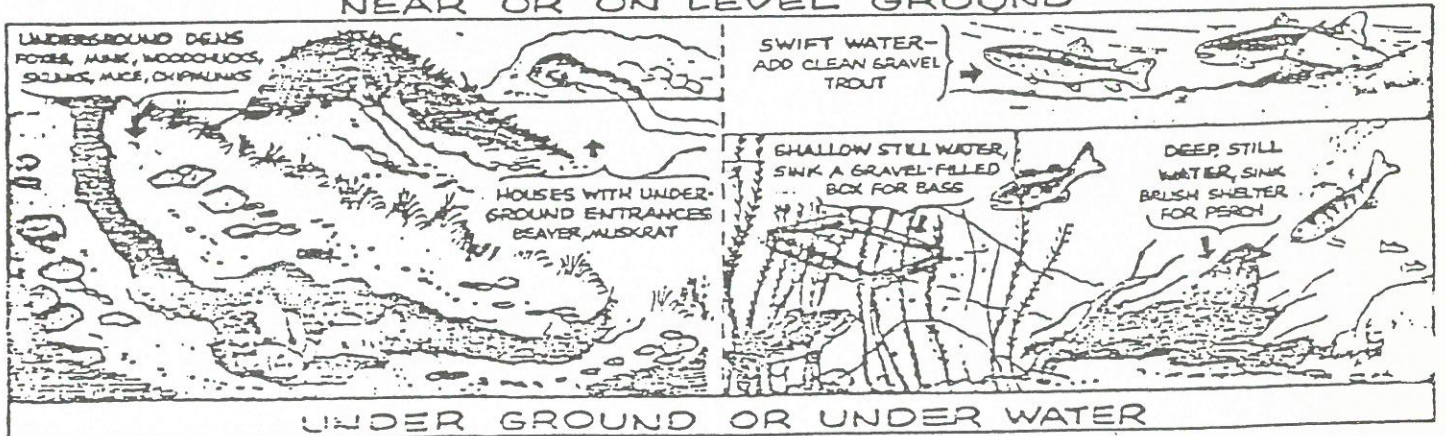 NEAR OR ON LEVEL GROUND
UNDERGROUND DENS
FOXES, MINK, WOODCHUCKS,
SKUNKS, MICE, CHIPMUNKS
HOUSES WITH UNDER-
GROUND ENTRANCES
BEAVER, MUSKRAT
SWIFT WATER-
ADD CLEAN GRAVEL
TROUT
SHALLOW STILL WATER,
SINK A GRAVEL-FILLED
BOX FOR BASS
DEEP, STILL
WATER, SINK
BRUSH SHELTER
FOR PERCH
UNDER GROUND OR UNDER WATER